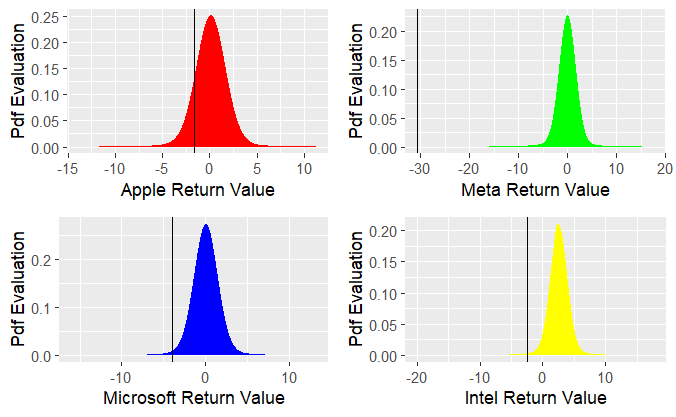 Pdf Evaluation
0.25
0.20
0.15
0.10
0.05
0.00
-15 -10 -5 0 5 10
Apple Return Value
Pdf Evaluation
0.20
0.15
0.10
0.05
0.00
-30 -20 -10 0 10 20
Meta Return Value
Pdf Evaluation
0.2
0.1
0.0
-10 0 10
Microsoft Return Value
Pdf Evaluation
0.20
0.15
0.10
0.05
0.00
-20 -10 0 10
Intel Return Value